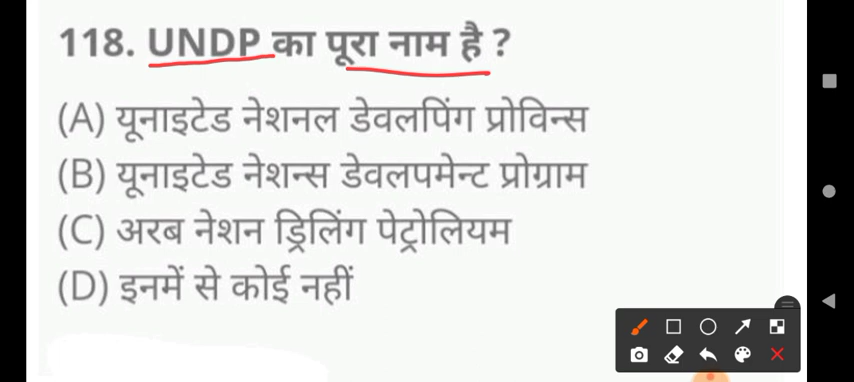 118. UNDP का पूरा नाम है ?
(A) यूनाइटेड नेशनल डेवलपिंग प्रोविन्स
(B) यूनाइटेड नेशन्स डेवलपमेन्ट प्रोग्राम
(C) अरब नेशन ड्रिलिंग पेट्रोलियम
(D) इनमें से कोई नहीं